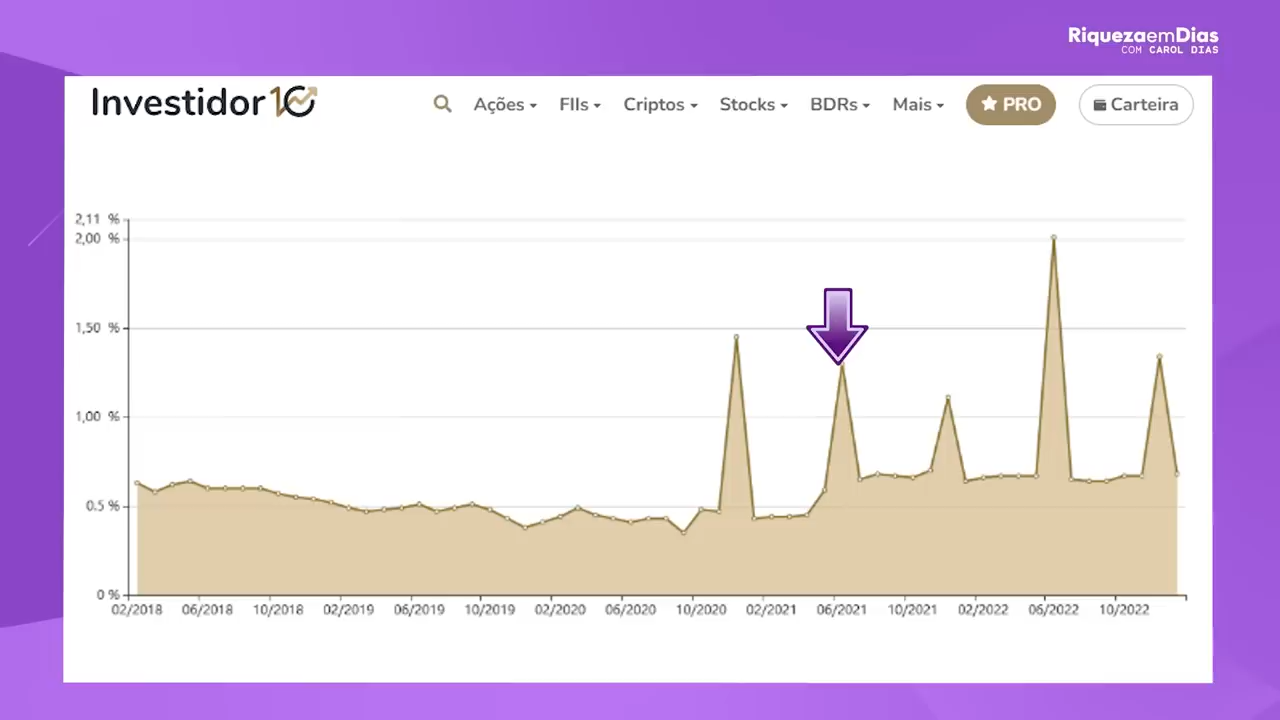 RiquezaemDias
COM CAROL DIAS
Investidor 10
Ações
FIIs
Criptos
Stocks
BDRs
Mais
PRO
Carteira
2,11 %
2,00 %
1,50 %
1,00 %
0.5 %
0 %
02/2018 06/2018 10/2018 02/2019 06/2019 10/2019 02/2020 06/2020 10/2020 02/2021 06/2021 10/2021 02/2022 06/2022 10/2022